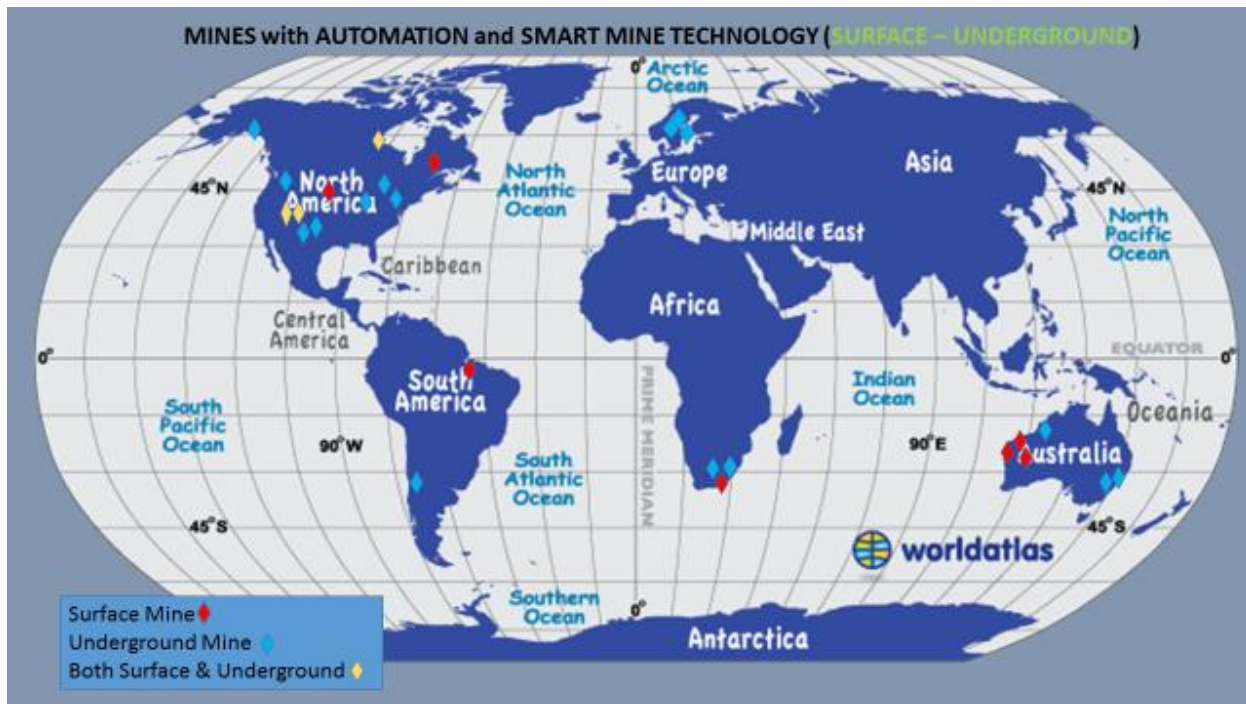 MINES with AUTOMATION and SMART MINE TECHNOLOGY (SURFACE – UNDERGROUND)
0°
Arctic
Ocean
Asia
Europe
North
Atlantic
Ocean
North
America
45°N
45°N
North
Pacific
Ocean
Middle East
Caribbean
Africa
Central
America
EQUATOR
0°
0°
South
America
PRIME MERIDIAN
Indian
Ocean
Oceania
South
Pacific
Ocean
90°W
90°E
Australia
South
Atlantic
Ocean
45°S
45°S
worldatlas
Southern
Ocean
0°
Antarctica
Surface Mine
Underground Mine
Both Surface & Underground